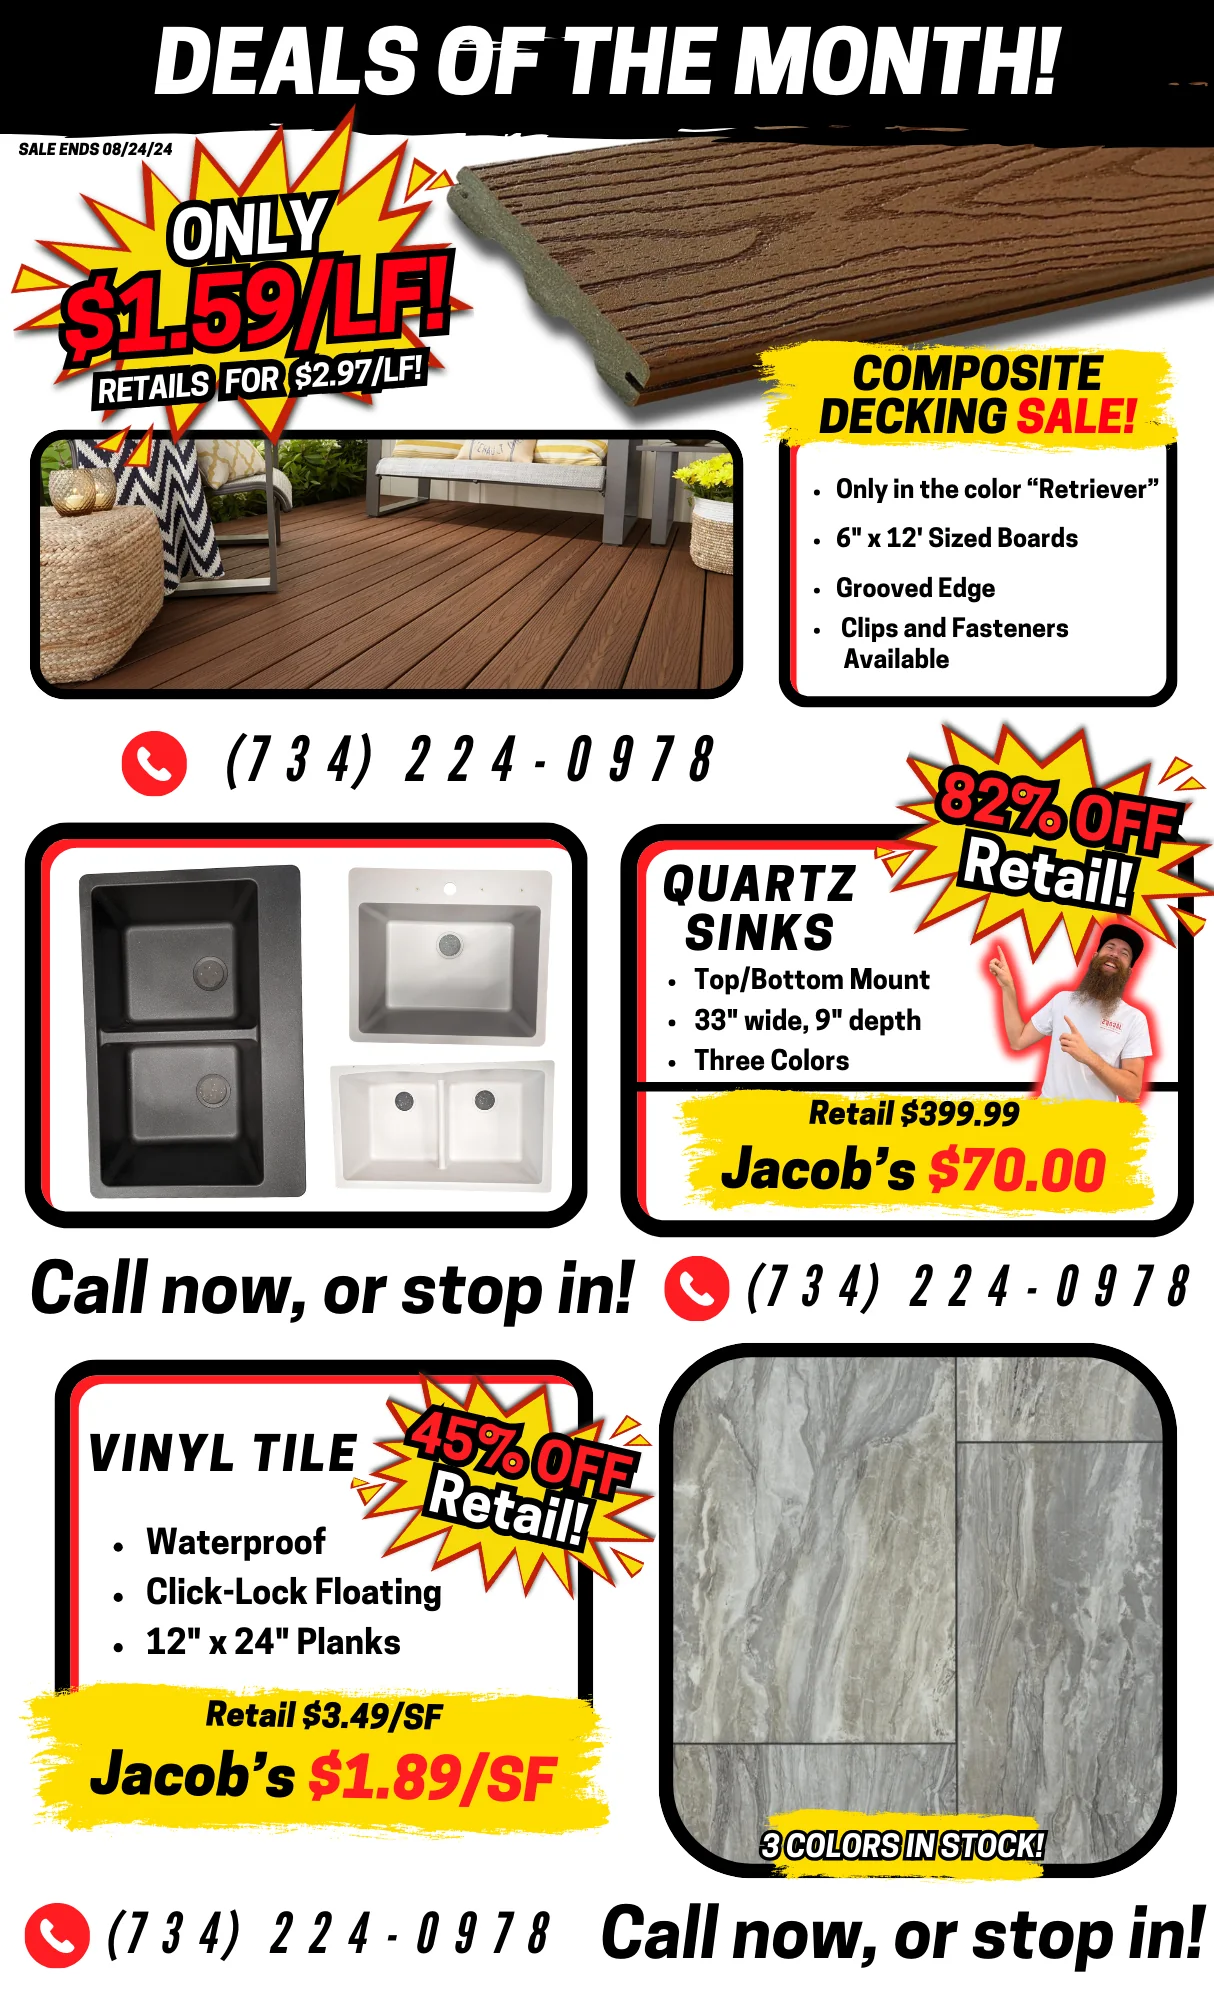 DEALS OF THE MONTH!
SALE ENDS 08/24/24
ONLY
$1.59/LF!
RETAILS FOR $2.97/LF!
COMPOSITE
DECKING SALE!
• Only in the color “Retriever”
• 6" x 12' Sized Boards
• Grooved Edge
• Clips and Fasteners
Available
(734) 224-0978
82% OFF
Retail!
QUARTZ
SINKS
• Top/Bottom Mount
• 33" wide, 9" depth
• Three Colors
Retail $399.99
Jacob’s $70.00
Call now, or stop in!
(734) 224-0978
VINYL TILE
45% OFF
Retail!
• Waterproof
• Click-Lock Floating
• 12" x 24" Planks
Retail $3.49/SF
Jacob’s $1.89/SF
3 COLORS IN STOCK!
(734) 224-0978
Call now, or stop in!